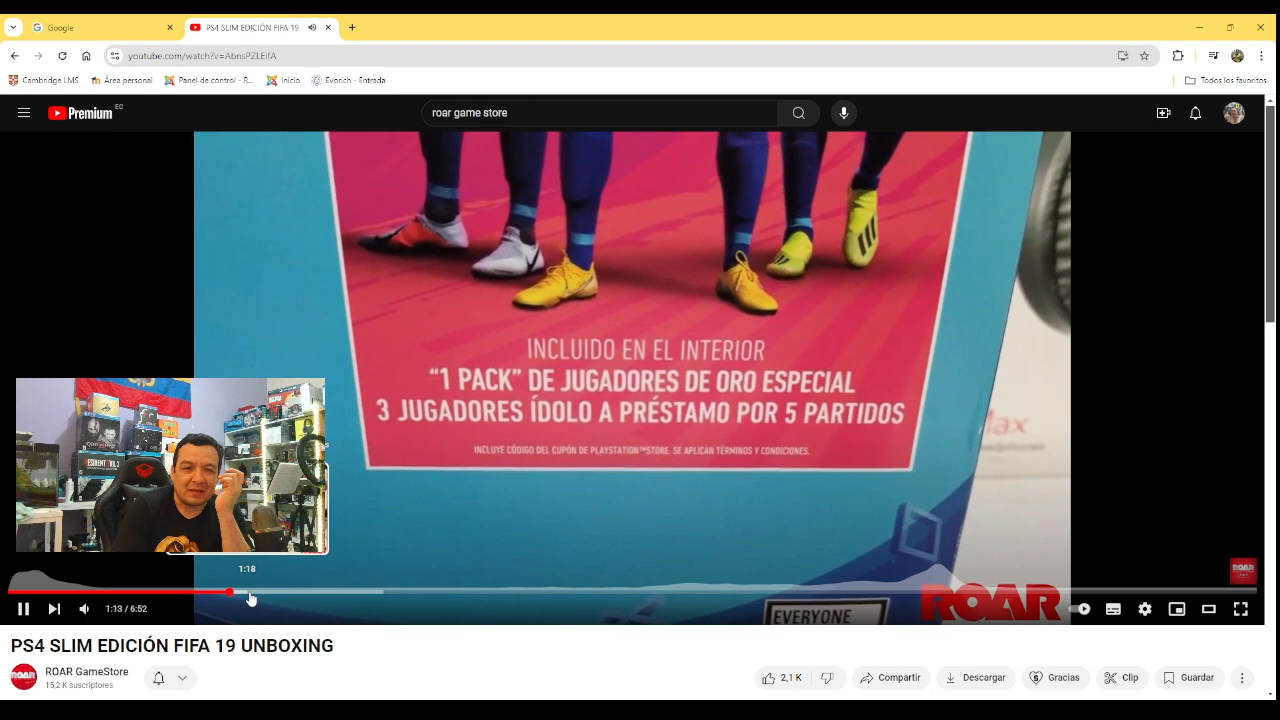 Google
PS4 SLIM EDICIÓN FIFA 19
youtube.com/watch?v=AbnsPZLEifA
Cambridge LMS
Área personal
Panel de control - R...
Inicio
Evorich - Entrada
Todos los favoritos
Premium EC
roar game store
INCLUIDO EN EL INTERIOR
"1 PACK" DE JUGADORES DE ORO ESPECIAL
3 JUGADORES ÍDOLO A PRÉSTAMO POR 5 PARTIDOS
INCLUYE CÓDIGO DEL CUPÓN DE PLAYSTATION™STORE. SE APLICAN TÉRMINOS Y CONDICIONES.
1:18
ROAR
ROAR
EVERYONE
1:13 / 6:52
PS4 SLIM EDICIÓN FIFA 19 UNBOXING
ROAR
ROAR GameStore
15,2 K suscriptores
2,1 K
Compartir
Descargar
Gracias
Clip
Guardar